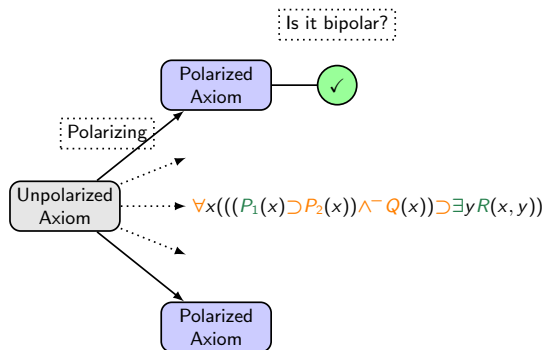 Is it bipolar?
Polarized
Axiom
✓
Polarizing
Unpolarized
Axiom
∀x(((P₁(x)⊃P₂(x))∧⁻Q(x))⊃∃yR(x, y))
Polarized
Axiom